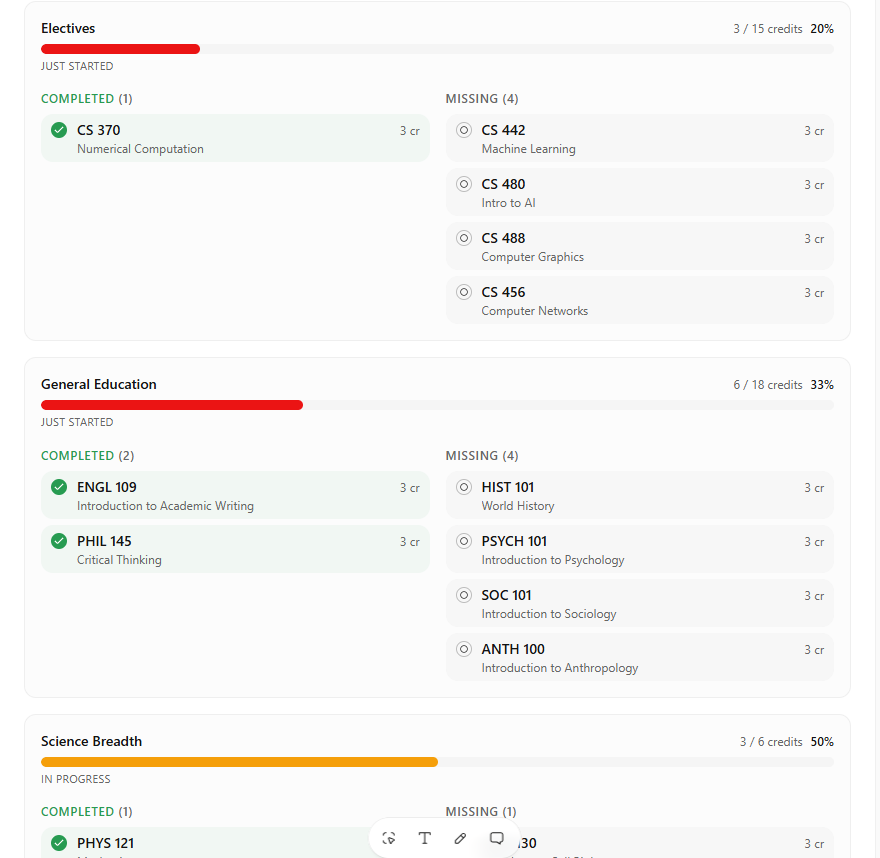 Electives
3 / 15 credits 20%
JUST STARTED
COMPLETED (1)
CS 370
3 cr
Numerical Computation
MISSING (4)
CS 442
3 cr
Machine Learning
CS 480
3 cr
Intro to AI
CS 488
3 cr
Computer Graphics
CS 456
3 cr
Computer Networks
General Education
6 / 18 credits 33%
JUST STARTED
COMPLETED (2)
ENGL 109
3 cr
Introduction to Academic Writing
PHIL 145
3 cr
Critical Thinking
MISSING (4)
HIST 101
3 cr
World History
PSYCH 101
3 cr
Introduction to Psychology
SOC 101
3 cr
Introduction to Sociology
ANTH 100
3 cr
Introduction to Anthropology
Science Breadth
3 / 6 credits 50%
IN PROGRESS
COMPLETED (1)
PHYS 121
MISSING (1)
30
3 cr